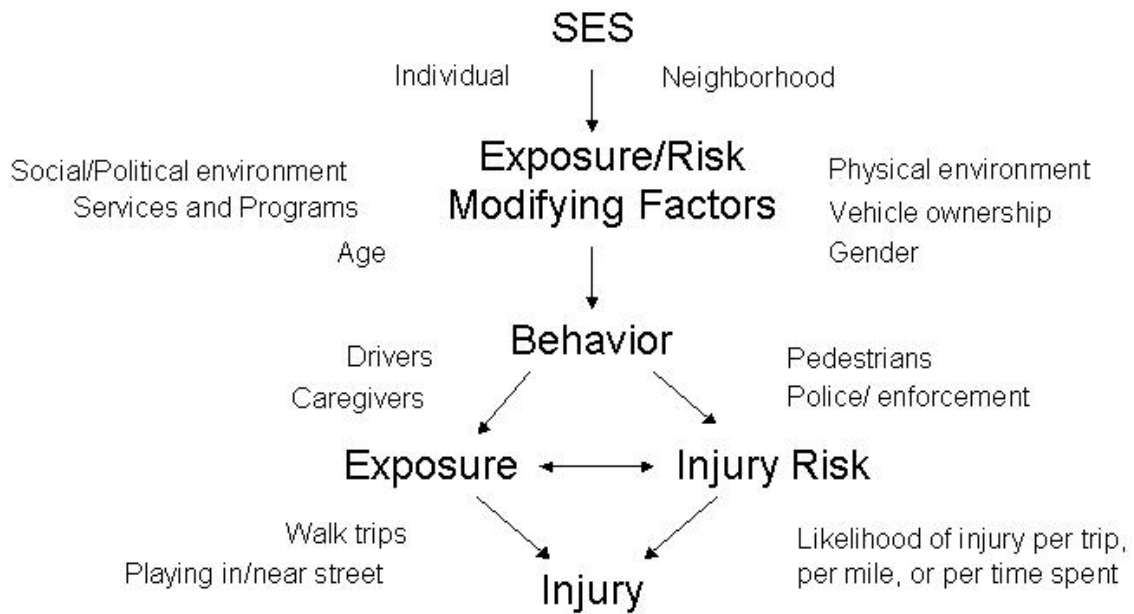 SES
Individual
Neighborhood
Exposure/Risk
Modifying Factors
Social/Political environment
Services and Programs
Age
Physical environment
Vehicle ownership
Gender
Behavior
Drivers
Caregivers
Pedestrians
Police/ enforcement
Exposure
Injury Risk
Walk trips
Playing in/near street
Likelihood of injury per trip,
per mile, or per time spent
Injury